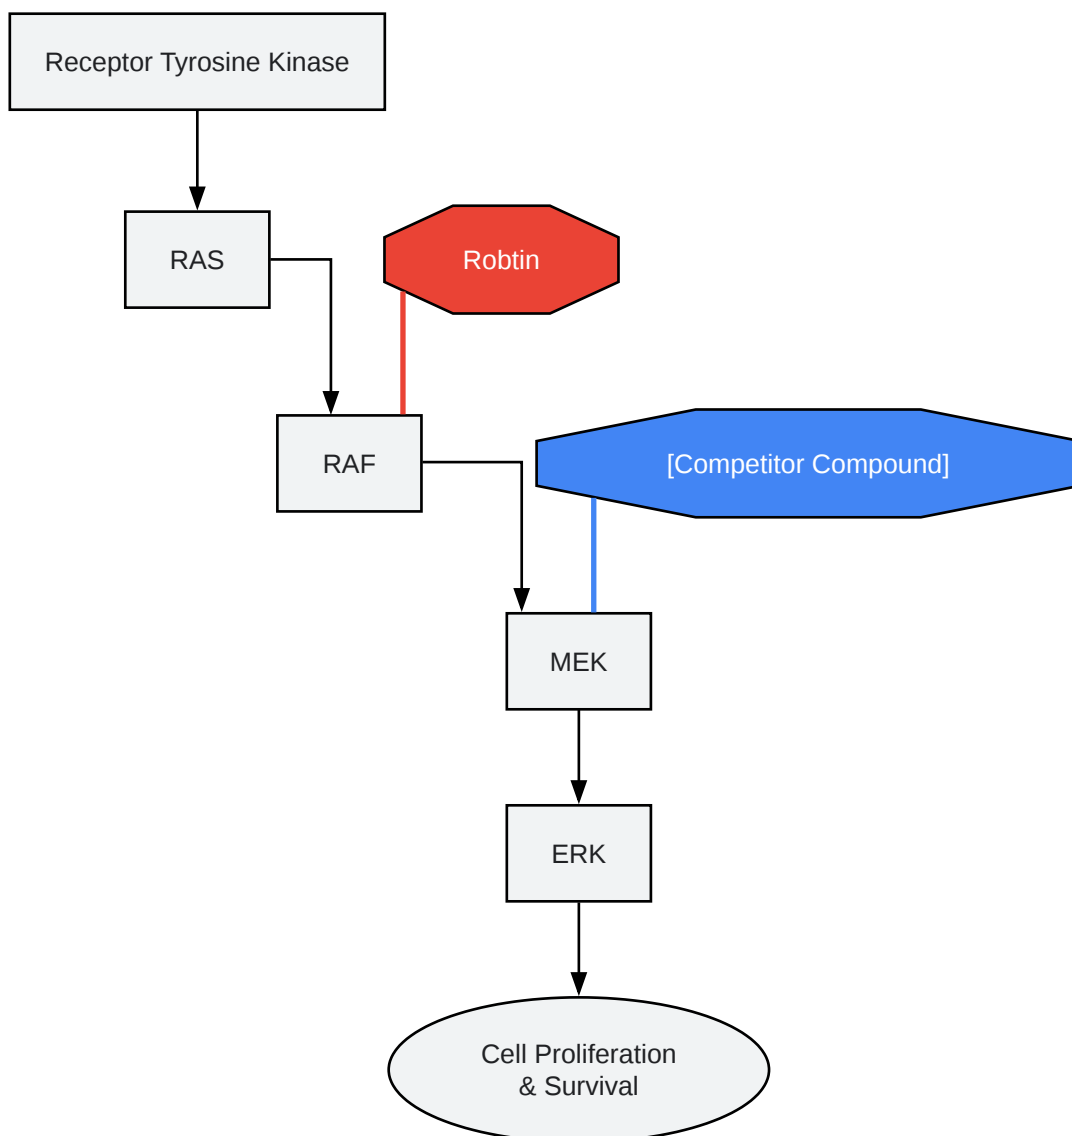 Receptor Tyrosine Kinase
RAS
Robtin
RAF
[Competitor Compound]
MEK
ERK
Cell Proliferation
& Survival